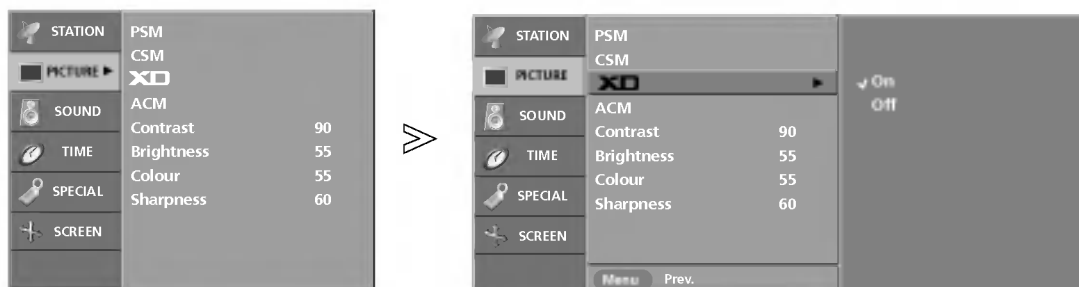 STATION
PICTURE
SOUND
TIME
SPECIAL
SCREEN
PSM
CSM
XD
ACM
Contrast 90
Brightness 55
Colour 55
Sharpness 60
STATION
PICTURE
SOUND
TIME
SPECIAL
SCREEN
PSM
CSM
XD
ACM
Contrast 90
Brightness 55
Colour 55
Sharpness 60
Menu Prev.
On
Off